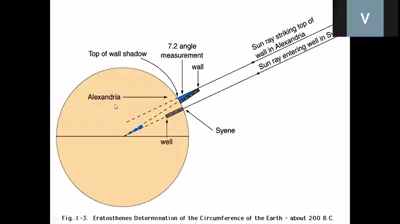 V
Sun ray striking top of
wall in Alexandria
Sun ray entering well in Sye
7.2 angle
measurement
Top of wall shadow
wall
Alexandria
Syene
well
Fig. 1-3. Eratosthenes Determination of the Circumference of the Earth - about 200 B.C.